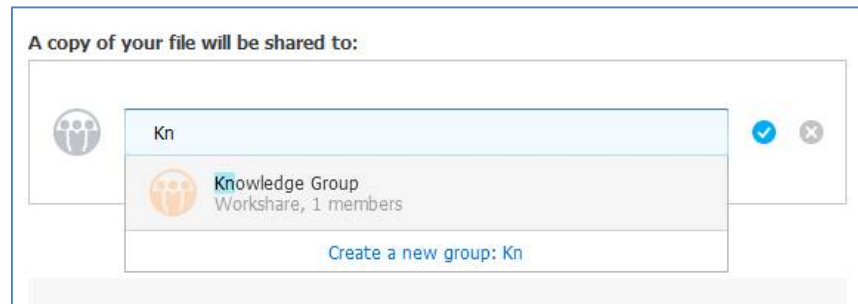 A copy of your file will be shared to:
Kn
Knowledge Group
Workshare, 1 members
Create a new group: Kn